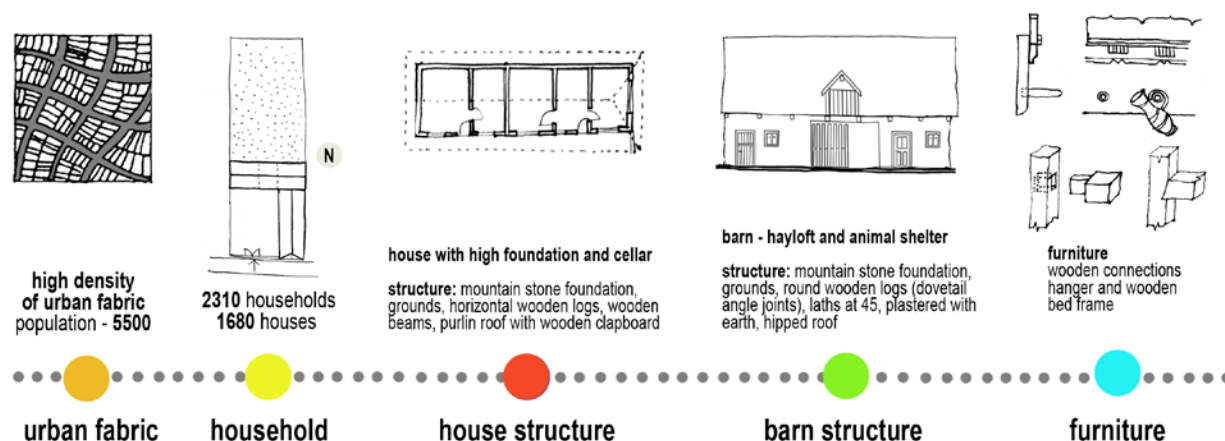 N
high density
of urban fabric
population - 5500
2310 households
1680 houses
house with high foundation and cellar
structure: mountain stone foundation,
grounds, horizontal wooden logs, wooden
beams, purlin roof with wooden clapboard
barn - hayloft and animal shelter
structure: mountain stone foundation,
grounds, round wooden logs (dovetail
angle joints), laths at 45, plastered with
earth, hipped roof
furniture
wooden connections
hanger and wooden
bed frame
urban fabric
household
house structure
barn structure
furniture